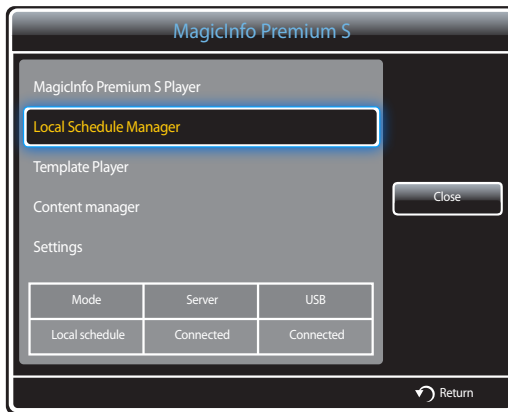 MagicInfo Premium S
MagicInfo Premium S Player
Local Schedule Manager
Template Player
Content manager
Settings
Close
Mode Server USB
Local schedule Connected Connected
Return